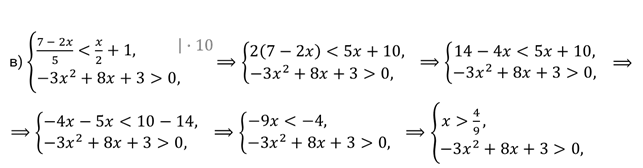 в) { (7 − 2x)/5 < x/2 + 1, | · 10 −3x² + 8x + 3 > 0, ⟹ { 2(7 − 2x) < 5x + 10, −3x² + 8x + 3 > 0, ⟹ { 14 − 4x < 5x + 10, −3x² + 8x + 3 > 0, ⟹
⟹ { −4x − 5x < 10 − 14, −3x² + 8x + 3 > 0, ⟹ { −9x < −4, −3x² + 8x + 3 > 0, ⟹ { x > 4/9, −3x² + 8x + 3 > 0,